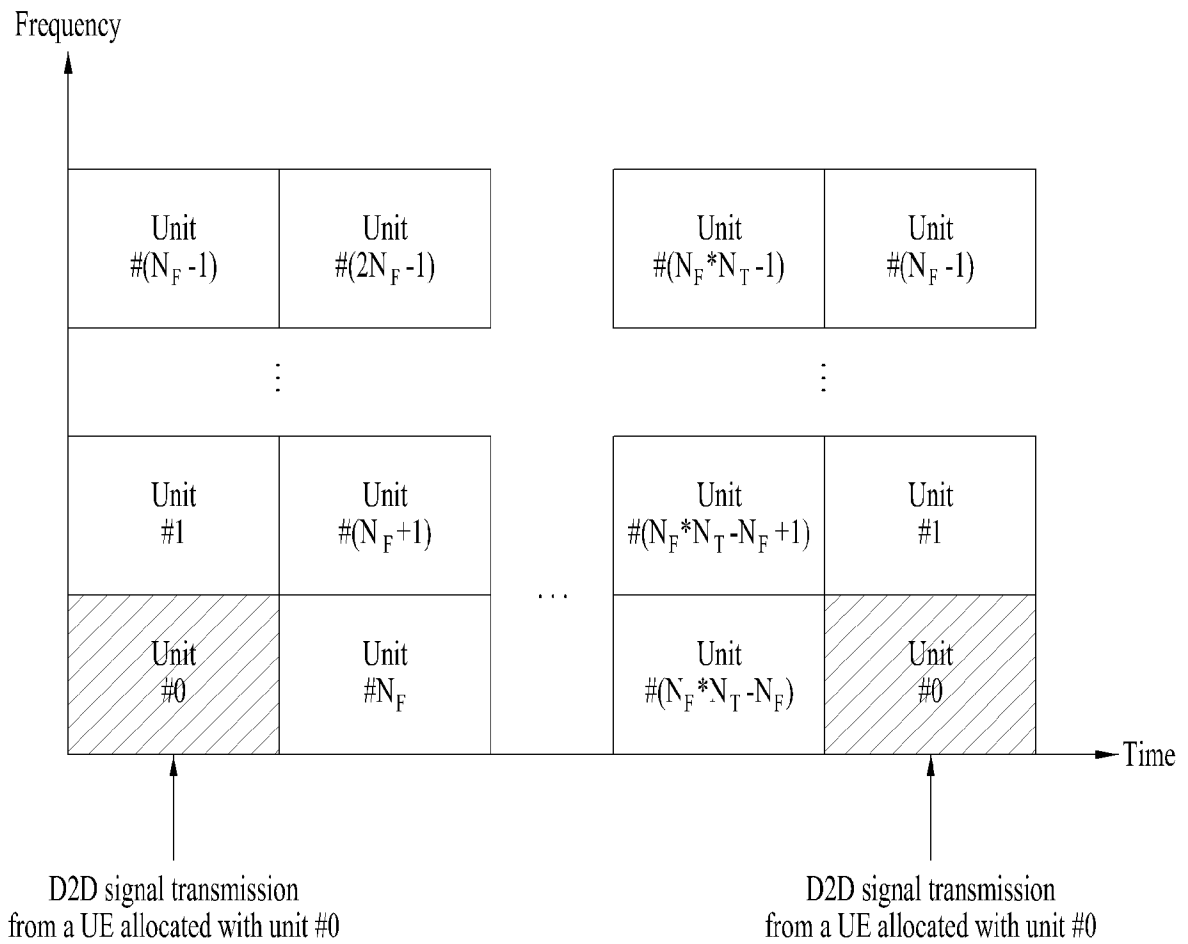 Frequency
Unit
#(N_F -1)
Unit
#(2N_F -1)
Unit
#(N_F*N_T -1)
Unit
#(N_F -1)
⋮
⋮
Unit
#1
Unit
#(N_F +1)
Unit
#(N_F*N_T -N_F +1)
Unit
#1
...
Unit
#0
Unit
#N_F
Unit
#(N_F*N_T -N_F)
Unit
#0
Time
D2D signal transmission
from a UE allocated with unit #0
D2D signal transmission
from a UE allocated with unit #0